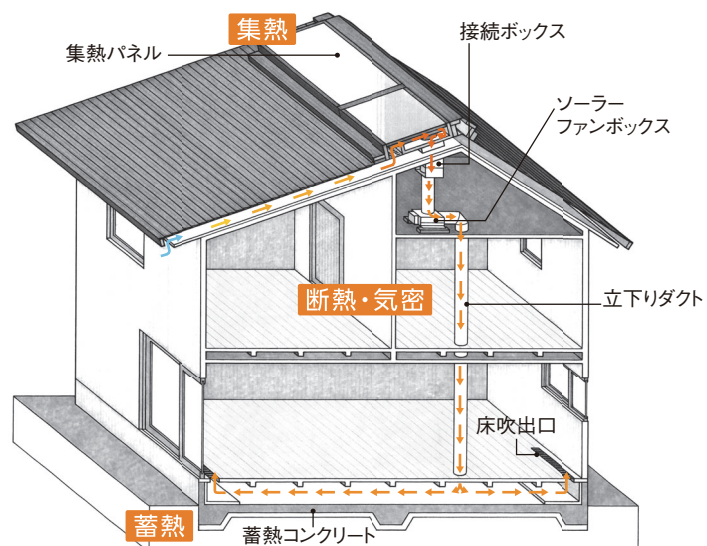 集熱
集熱パネル
接続ボックス
ソーラー
ファンボックス
断熱・気密
立下りダクト
床吹出口
蓄熱
蓄熱コンクリート